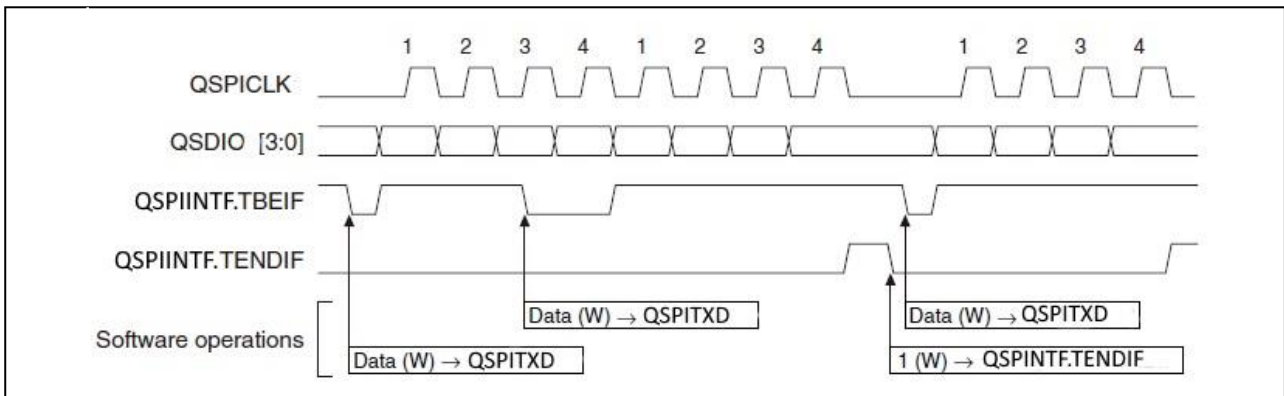 1 2 3 4 1 2 3 4 1 2 3 4
QSPICLK
QSDIO [3:0]
QSPIINTF.TBEIF
QSPIINTF.TENDIF
Software operations
Data (W) → QSPITXD
Data (W) → QSPITXD
Data (W) → QSPITXD
1 (W) → QSPINTF.TENDIF